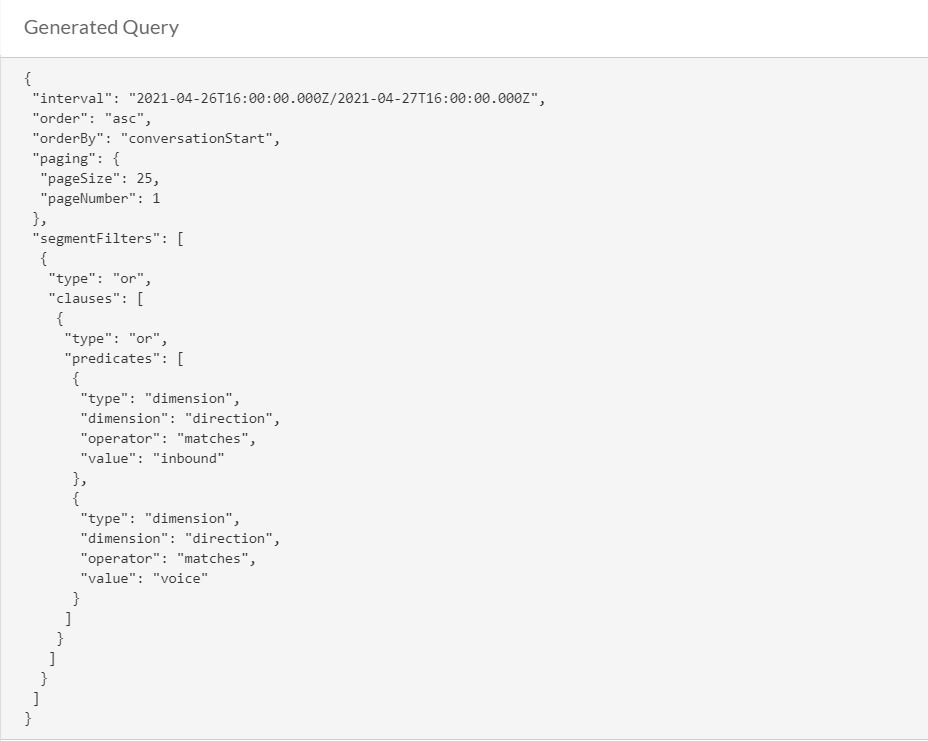 Generated Query
{
"interval": "2021-04-26T16:00:00.000Z/2021-04-27T16:00:00.000Z",
"order": "asc",
"orderBy": "conversationStart",
"paging": {
"pageSize": 25,
"pageNumber": 1
},
"segmentFilters": [
{
"type": "or",
"clauses": [
{
"type": "or",
"predicates": [
{
"type": "dimension",
"dimension": "direction",
"operator": "matches",
"value": "inbound"
},
{
"type": "dimension",
"dimension": "direction",
"operator": "matches",
"value": "voice"
}
]
}
]
}
]
}